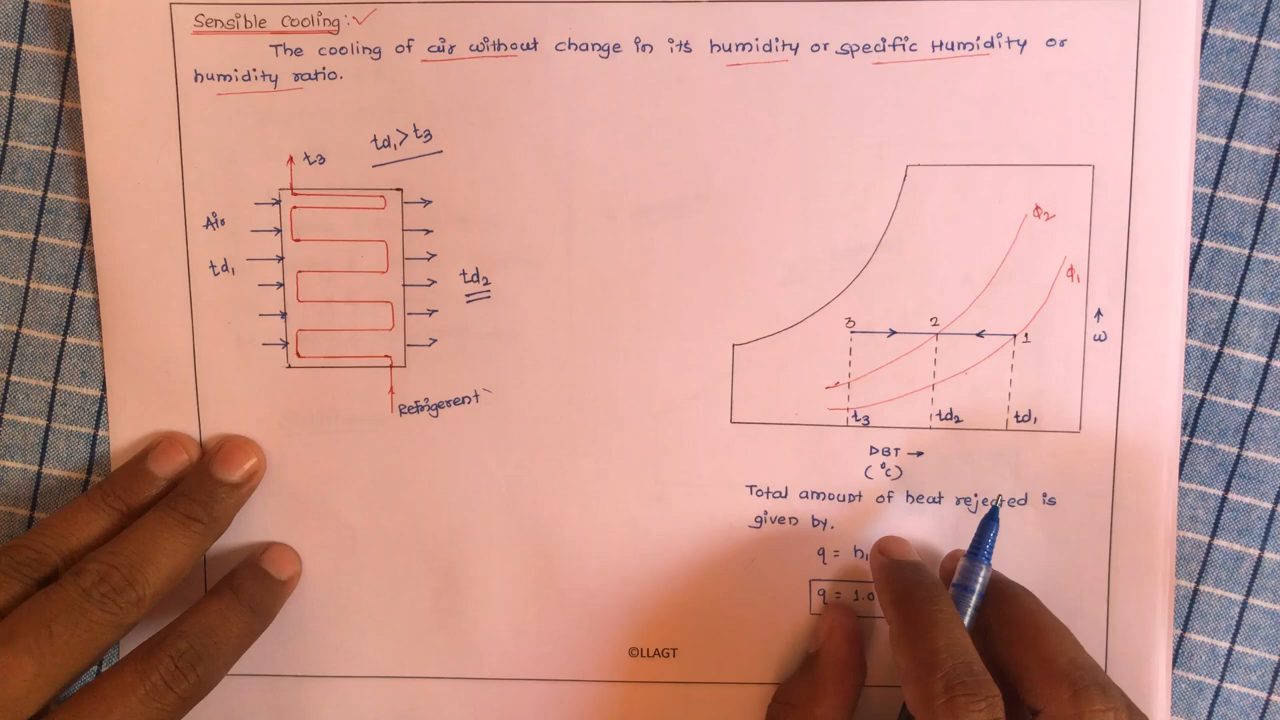 Sensible Cooling:
The cooling of air without change in its humidity or specific Humidity or
humidity ratio.
td₁ > t₃
t₃
Air
td₁
td₂
Refrigerent
ϕ₂
ϕ₁
3
2
1
ω
t₃
td₂
td₁
DBT →
(°C)
Total amount of heat rejected is
given by.
q = h₁
q = 1.0
©LLAGT